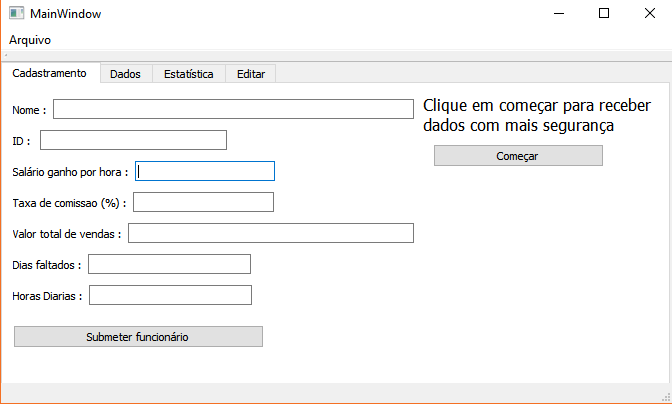 MainWindow
Arquivo
Cadastramento Dados Estatística Editar
Nome :
ID :
Salário ganho por hora :
Taxa de comissao (%) :
Valor total de vendas :
Dias faltados :
Horas Diarias :
Submeter funcionário
Clique em começar para receber
dados com mais segurança
Começar